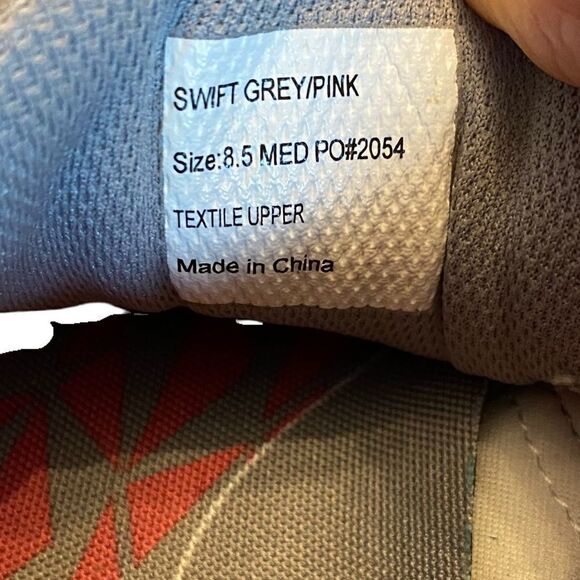 SWIFT GREY/PINK
Size:8.5 MED PO#2054
TEXTILE UPPER
Made in China